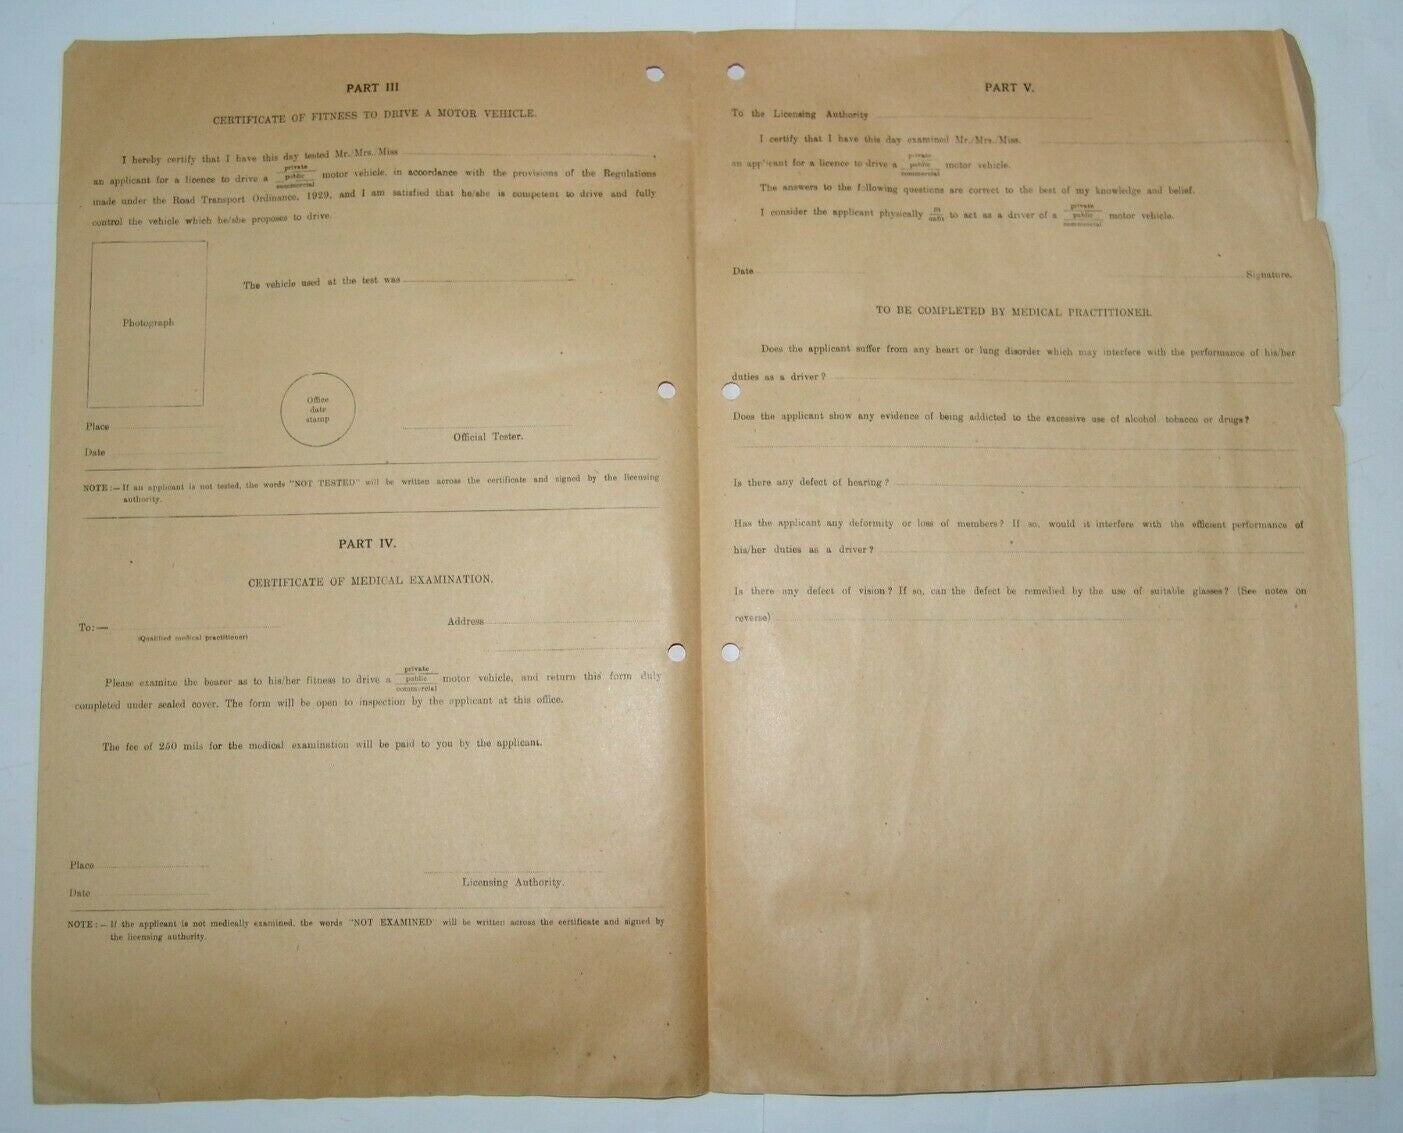 PART III
CERTIFICATE OF FITNESS TO DRIVE A MOTOR VEHICLE.
I hereby certify that I have this day tested Mr. Mrs. Miss
private
an applicant for a licence to drive a public motor vehicle, in accordance with the provisions of the Regulations
commercial
made under the Road Transport Ordinance, 1929, and I am satisfied that he/she is competent to drive and fully
control the vehicle which he/she proposes to drive.
The vehicle used at the test was
Photograph
Office
date
stamp
Place
Official Tester.
Date
NOTE:—If an applicant is not tested, the words "NOT TESTED" will be written across the certificate and signed by the licensing
authority.
PART IV.
CERTIFICATE OF MEDICAL EXAMINATION.
To:—
Address
(Qualified medical practitioner)
private
Please examine the bearer as to his/her fitness to drive a public motor vehicle, and return this form duly
commercial
completed under sealed cover. The form will be open to inspection by the applicant at this office.
The fee of 250 mils for the medical examination will be paid to you by the applicant.
Place
Licensing Authority.
Date
NOTE:—If the applicant is not medically examined, the words "NOT EXAMINED" will be written across the certificate and signed by
the licensing authority.
PART V.
To the Licensing Authority
I certify that I have this day examined Mr./Mrs./Miss.
private
an applicant for a licence to drive a public motor vehicle.
commercial
The answers to the following questions are correct to the best of my knowledge and belief.
private
I consider the applicant physically to act as a driver of a public motor vehicle.
commercial
Date
Signature.
TO BE COMPLETED BY MEDICAL PRACTITIONER.
Does the applicant suffer from any heart or lung disorder which may interfere with the performance of his/her
duties as a driver?
Does the applicant show any evidence of being addicted to the excessive use of alcohol tobacco or drugs?
Is there any defect of hearing?
Has the applicant any deformity or loss of members? If so, would it interfere with the efficient performance of
his/her duties as a driver?
Is there any defect of vision? If so, can the defect be remedied by the use of suitable glasses? (See notes on
reverse)